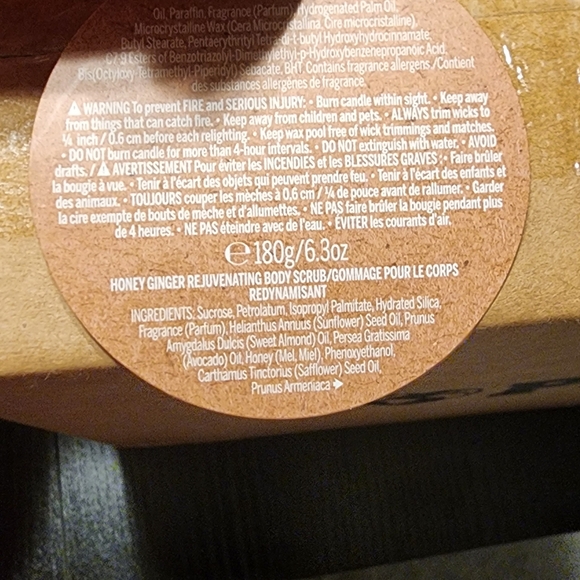 Oil, Paraffin, Fragrance (Parfum), Hydrogenated Palm Oil,
Microcrystalline Wax (Cera Microcristallina, Cire microcristalline),
Butyl Stearate, Pentaerythrityl Tetra-di-t-butyl Hydroxyhydrocinnamate,
C7-9 Esters of Benzotriazolyl-Dimethylethyl-p-Hydroxybenzenepropanoic Acid,
Bis(Octyloxy-Tetramethyl-Piperidyl) Sebacate, BHT. Contains fragrance allergens./Contient
des substances allergènes de fragrance.
⚠ WARNING To prevent FIRE and SERIOUS INJURY: • Burn candle within sight. • Keep away
from things that can catch fire. • Keep away from children and pets. • ALWAYS trim wicks to
¼ inch / 0.6 cm before each relighting. • Keep wax pool free of wick trimmings and matches.
• DO NOT burn candle for more than 4-hour intervals. • DO NOT extinguish with water. • AVOID
drafts. / ⚠ AVERTISSEMENT Pour éviter les INCENDIES et les BLESSURES GRAVES : • Faire brûler
la bougie à vue. • Tenir à l'écart des objets qui peuvent prendre feu. • Tenir à l'écart des enfants et
des animaux. • TOUJOURS couper les mèches à 0,6 cm / ¼ de pouce avant de rallumer. • Garder
la cire exempte de bouts de mèche et d'allumettes. • NE PAS faire brûler la bougie pendant plus
de 4 heures. • NE PAS éteindre avec de l'eau. • ÉVITER les courants d'air.
℮180g/6.3oz
HONEY GINGER REJUVENATING BODY SCRUB/GOMMAGE POUR LE CORPS
REDYNAMISANT
INGREDIENTS: Sucrose, Petrolatum, Isopropyl Palmitate, Hydrated Silica,
Fragrance (Parfum), Helianthus Annuus (Sunflower) Seed Oil, Prunus
Amygdalus Dulcis (Sweet Almond) Oil, Persea Gratissima
(Avocado) Oil, Honey (Mel, Miel), Phenoxyethanol,
Carthamus Tinctorius (Safflower) Seed Oil,
Prunus Armeniaca ➔